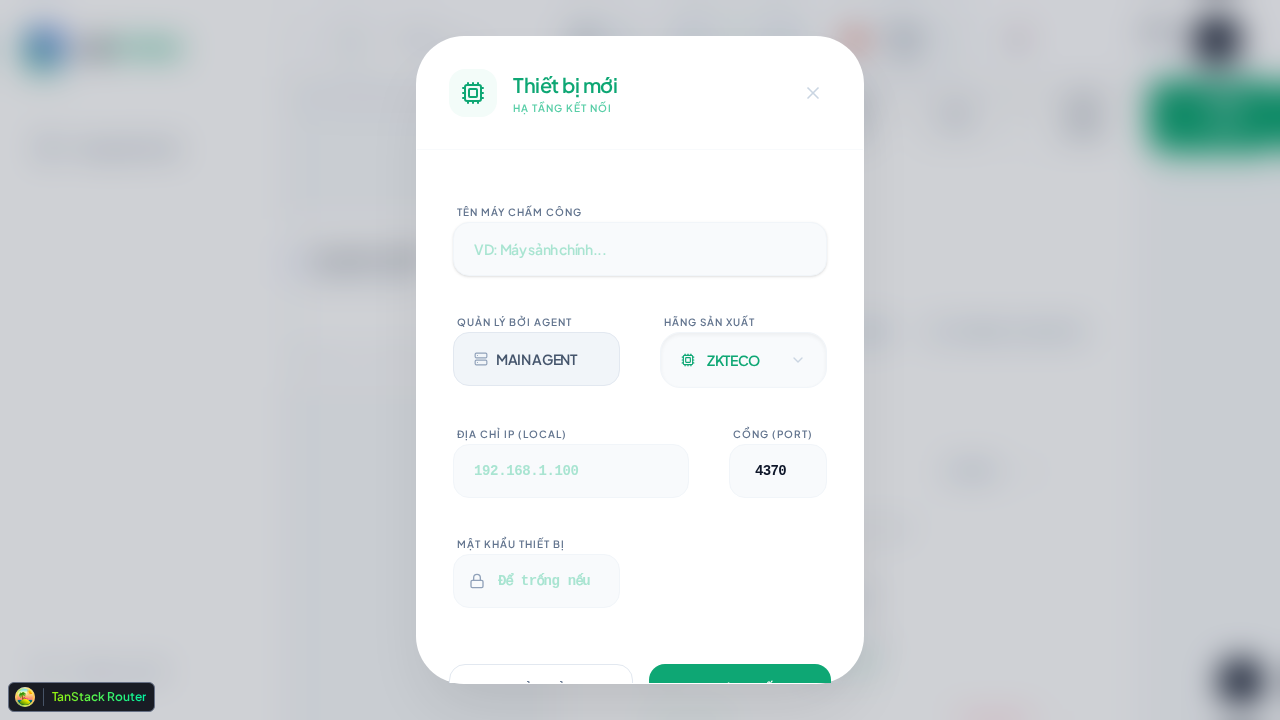 Thiết bị mới
HẠ TẦNG KẾT NỐI
TÊN MÁY CHẤM CÔNG
VD: Máy sảnh chính...
QUẢN LÝ BỞI AGENT
HÃNG SẢN XUẤT
MAIN AGENT
ZKTECO
ĐỊA CHỈ IP (LOCAL)
CỔNG (PORT)
192.168.1.100
4370
MẬT KHẨU THIẾT BỊ
Để trống nếu
TanStack Router